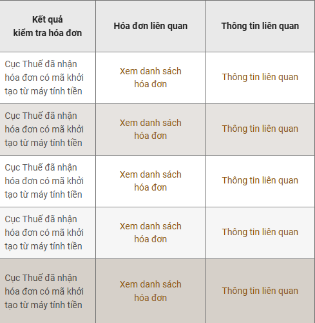 Kết quả
kiểm tra hóa đơn
Hóa đơn liên quan
Thông tin liên quan
Cục Thuế đã nhận
hóa đơn có mã khởi
tạo từ máy tính tiền
Xem danh sách
hóa đơn
Thông tin liên quan
Cục Thuế đã nhận
hóa đơn có mã khởi
tạo từ máy tính tiền
Xem danh sách
hóa đơn
Thông tin liên quan
Cục Thuế đã nhận
hóa đơn có mã khởi
tạo từ máy tính tiền
Xem danh sách
hóa đơn
Thông tin liên quan
Cục Thuế đã nhận
hóa đơn có mã khởi
tạo từ máy tính tiền
Xem danh sách
hóa đơn
Thông tin liên quan
Cục Thuế đã nhận
hóa đơn có mã khởi
tạo từ máy tính tiền
Xem danh sách
hóa đơn
Thông tin liên quan